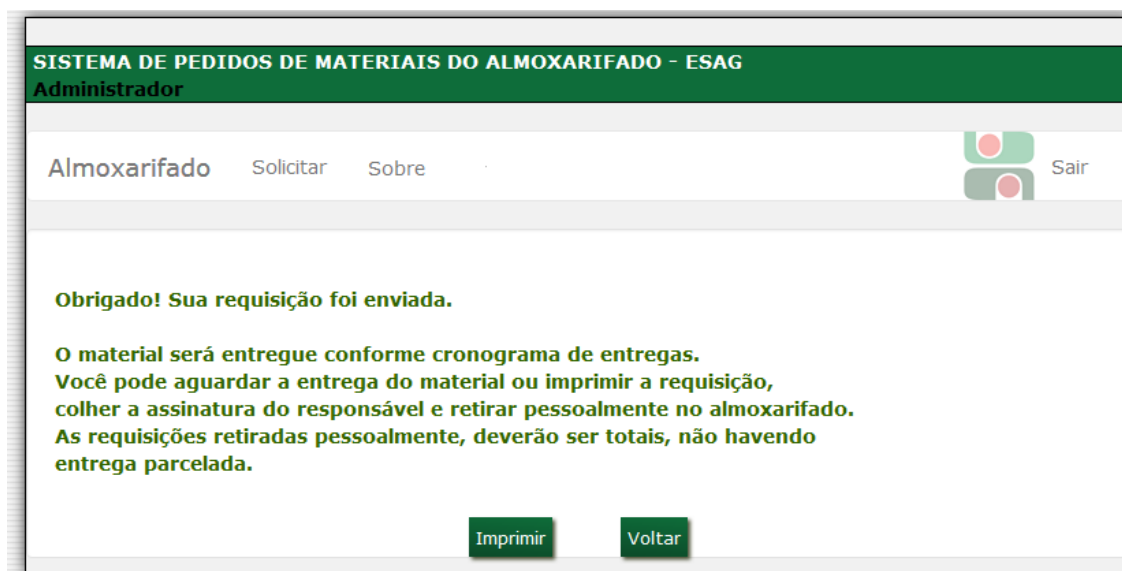 SISTEMA DE PEDIDOS DE MATERIAIS DO ALMOXARIFADO - ESAG
Administrador
Almoxarifado Solicitar Sobre Sair
Obrigado! Sua requisição foi enviada.
O material será entregue conforme cronograma de entregas.
Você pode aguardar a entrega do material ou imprimir a requisição,
colher a assinatura do responsável e retirar pessoalmente no almoxarifado.
As requisições retiradas pessoalmente, deverão ser totais, não havendo
entrega parcelada.
Imprimir Voltar